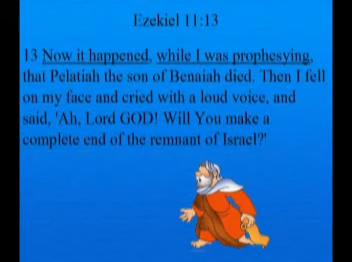 Ezekiel 11:13
13 Now it happened, while I was prophesying,
that Pelatiah the son of Benaiah died. Then I fell
on my face and cried with a loud voice, and
said, 'Ah, Lord GOD! Will You make a
complete end of the remnant of Israel?'